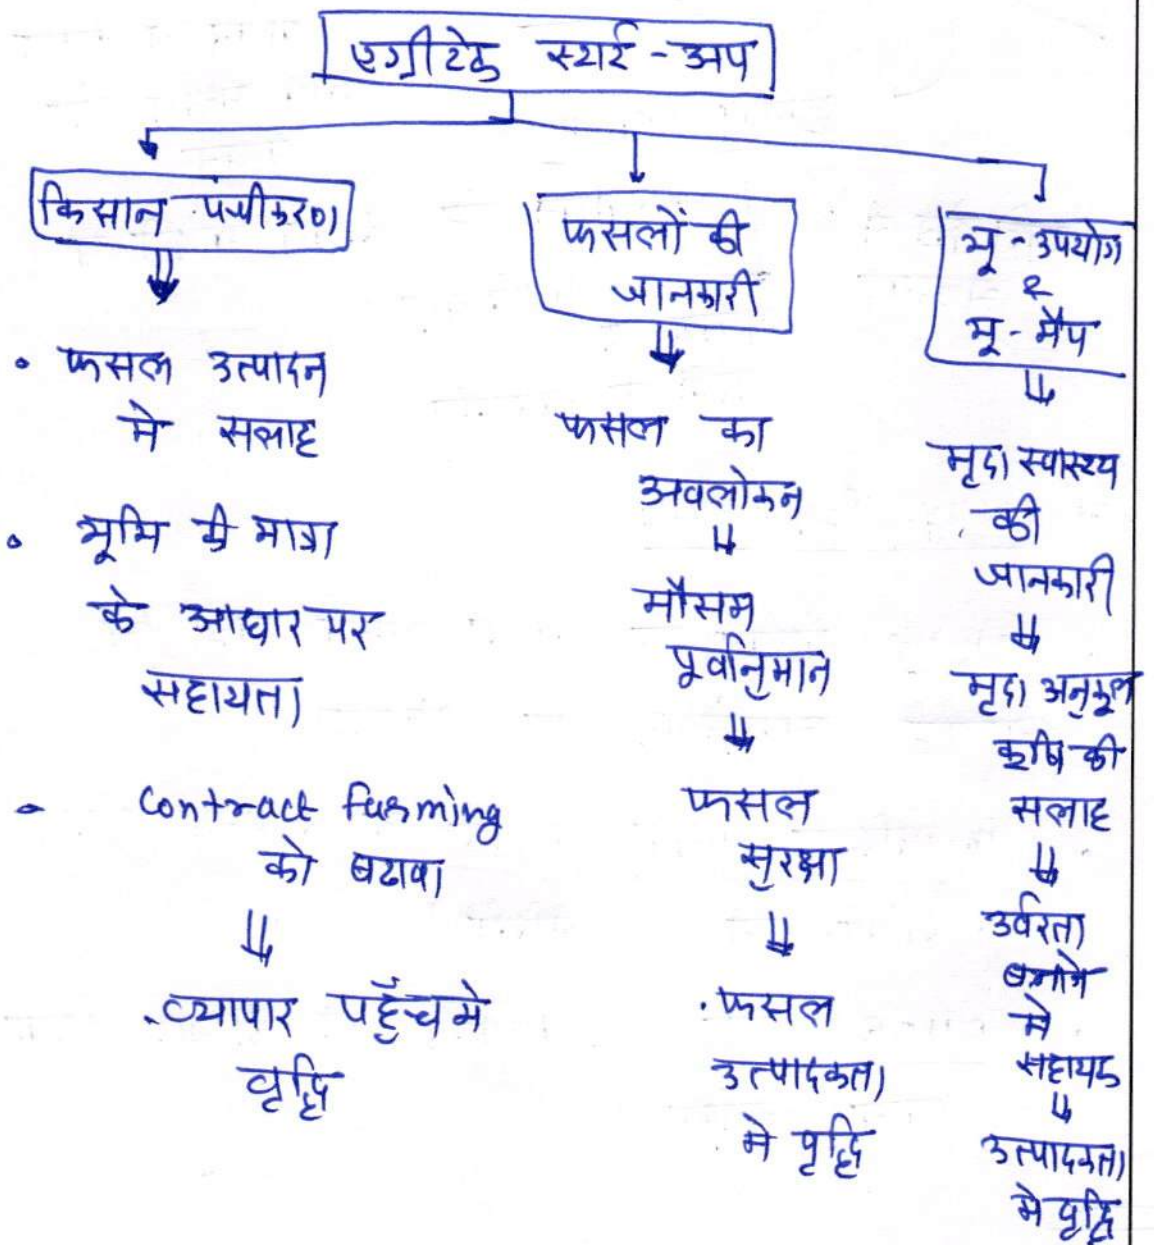 एग्रीटेक स्टार्ट-अप
किसान पंजीकरण
फसल उत्पादन
मे सलाह
भूमि की मात्रा
के आधार पर
सहायता
Contract farming
को बढावा
व्यापार पहुँच मे
वृद्धि
फसलों की
जानकारी
फसल का
अवलोकन
मौसम
पूर्वानुमान
फसल
सुरक्षा
फसल
उत्पादकता
मे वृद्धि
भू-उपयोग
&
भू-मैप
मृदा स्वास्थ्य
की
जानकारी
मृदा अनुकूल
कृषि की
सलाह
उर्वरता
बनाने
मे
सहायक
उत्पादकता
मे वृद्धि